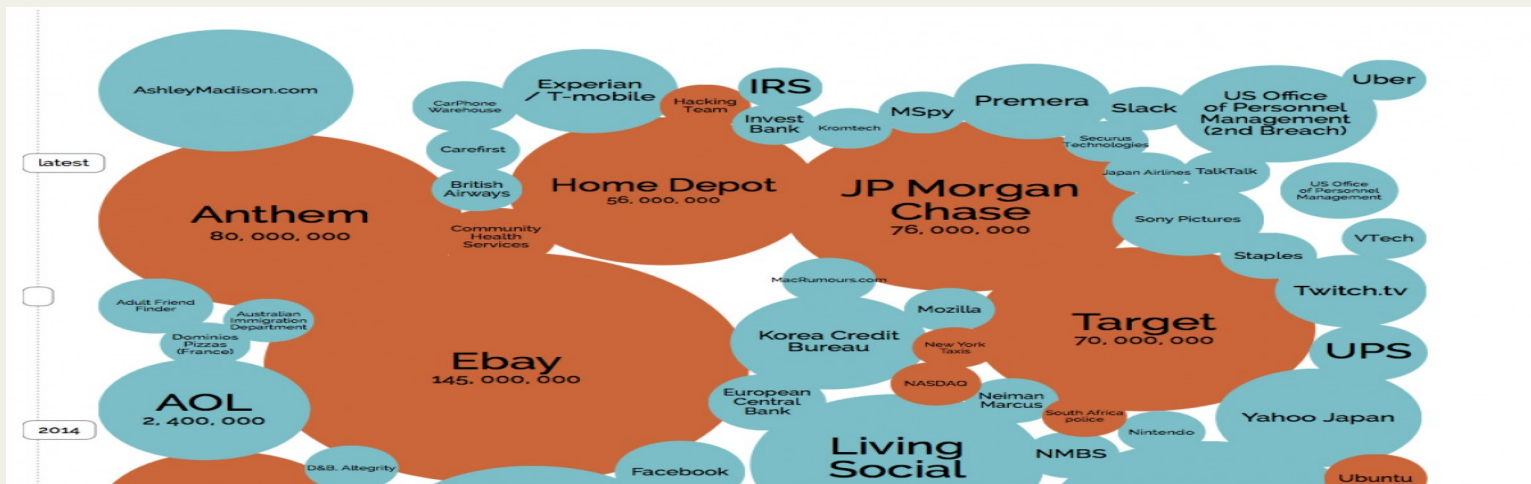 AshleyMadison.com
CarPhone
Warehouse
Experian
/ T-mobile
Hacking
Team
IRS
Invest
Bank
Kromtech
MSpy
Premera
Slack
US Office
of Personnel
Management
(2nd Breach)
Uber
latest
Carefirst
British
Airways
Home Depot
56, 000, 000
JP Morgan
Chase
76, 000, 000
Securus
Technologies
Japan Airlines
TalkTalk
US Office
of Personnel
Management
Anthem
80, 000, 000
Community
Health
Services
Sony Pictures
VTech
Staples
MacRumours.com
Twitch.tv
Adult Friend
Finder
Australian
Immigration
Department
Dominios
Pizzas
(France)
Mozilla
Korea Credit
Bureau
New York
Taxis
Target
70, 000, 000
UPS
Ebay
145, 000, 000
NASDAQ
European
Central
Bank
Neiman
Marcus
South Africa
police
AOL
2, 400, 000
Yahoo Japan
2014
Nintendo
Living
Social
NMBS
D&B, Altegrity
Facebook
Ubuntu